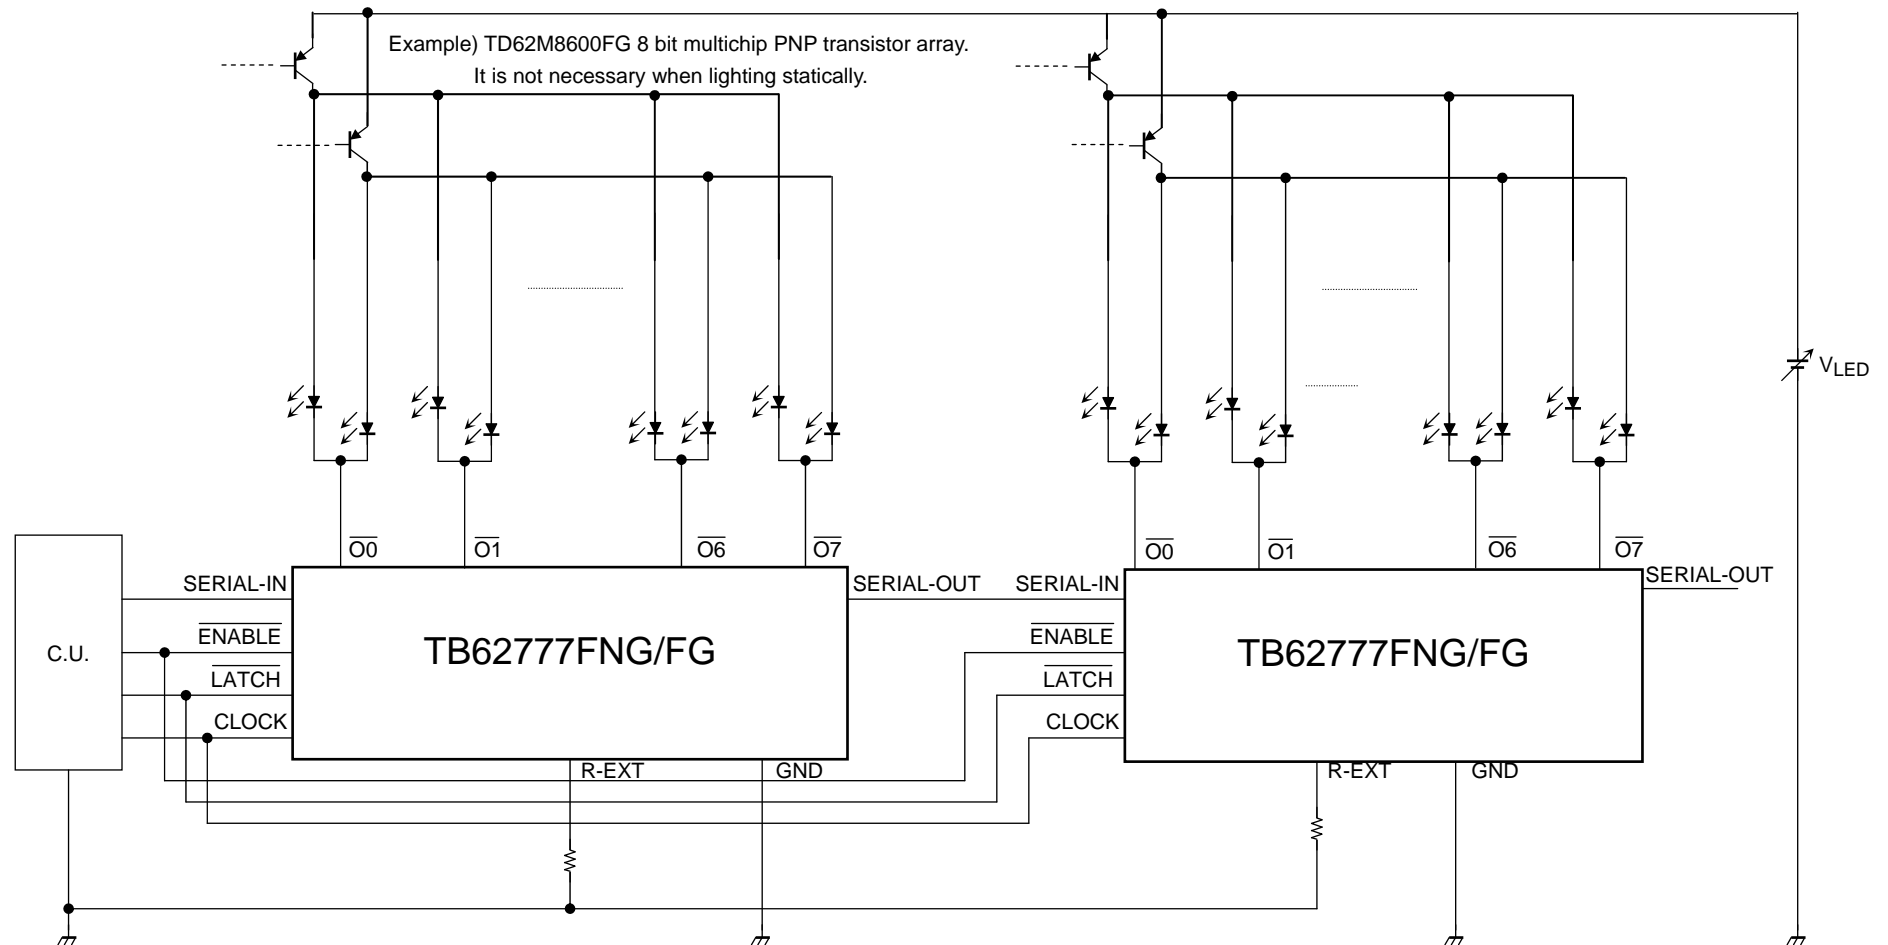 Example) TD62M8600FG 8 bit multichip PNP transistor array.
It is not necessary when lighting statically.
VLED
O0 O1 O6 O7
O0 O1 O6 O7
SERIAL-IN
SERIAL-OUT
SERIAL-IN
SERIAL-OUT
C.U.
ENABLE
TB62777FNG/FG
ENABLE
TB62777FNG/FG
LATCH
LATCH
CLOCK
CLOCK
R-EXT
GND
R-EXT
GND